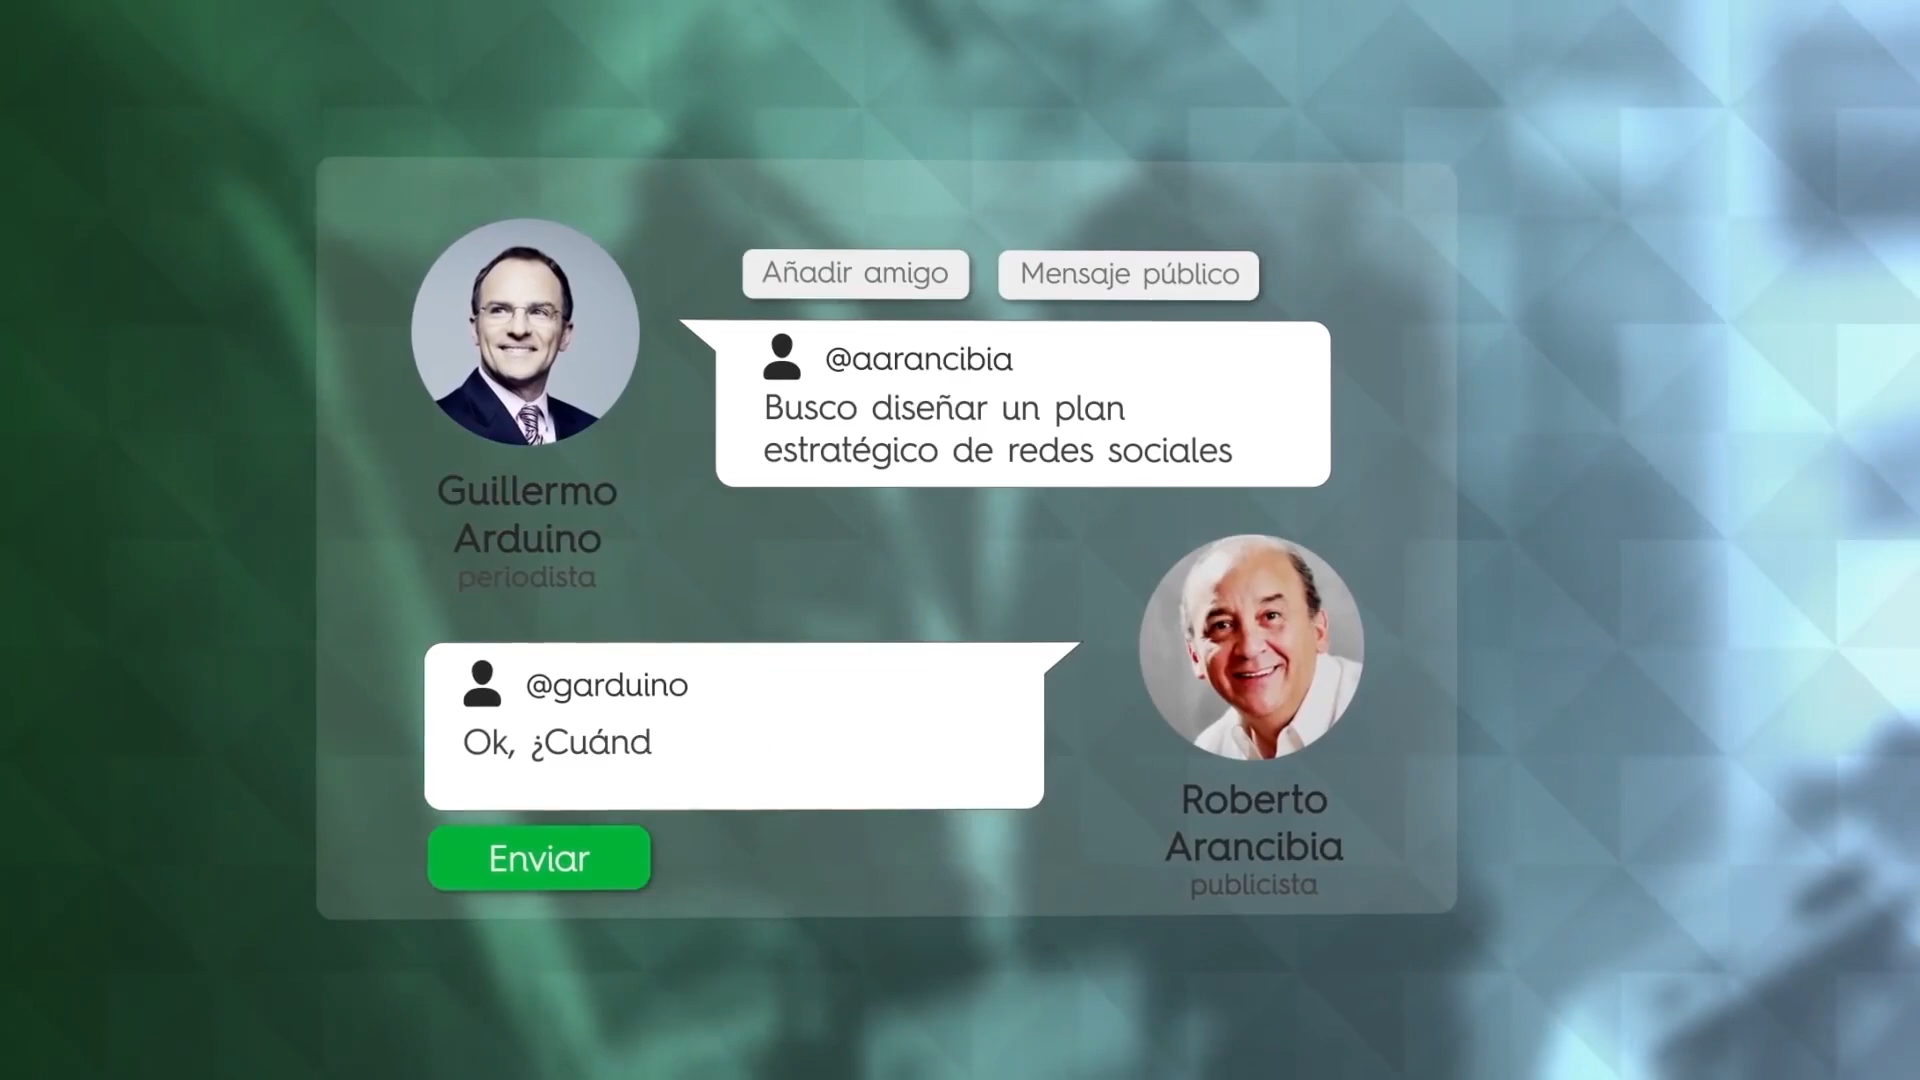 Añadir amigo
Mensaje público
@aarancibia
Busco diseñar un plan
estratégico de redes sociales
Guillermo
Arduino
periodista
@garduino
Ok, ¿Cuánd
Enviar
Roberto
Arancibia
publicista